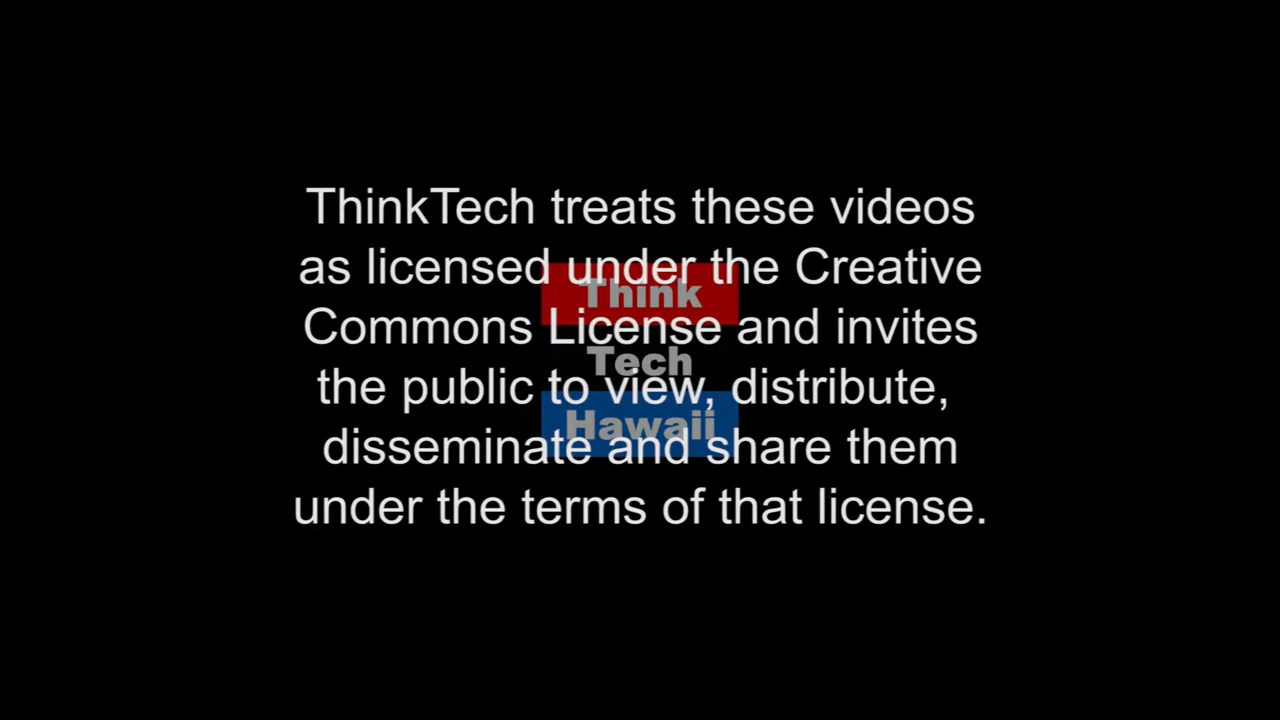 ThinkTech treats these videos
as licensed under the Creative
Think
Commons License and invites
Tech
the public to view, distribute,
Hawaii
disseminate and share them
under the terms of that license.